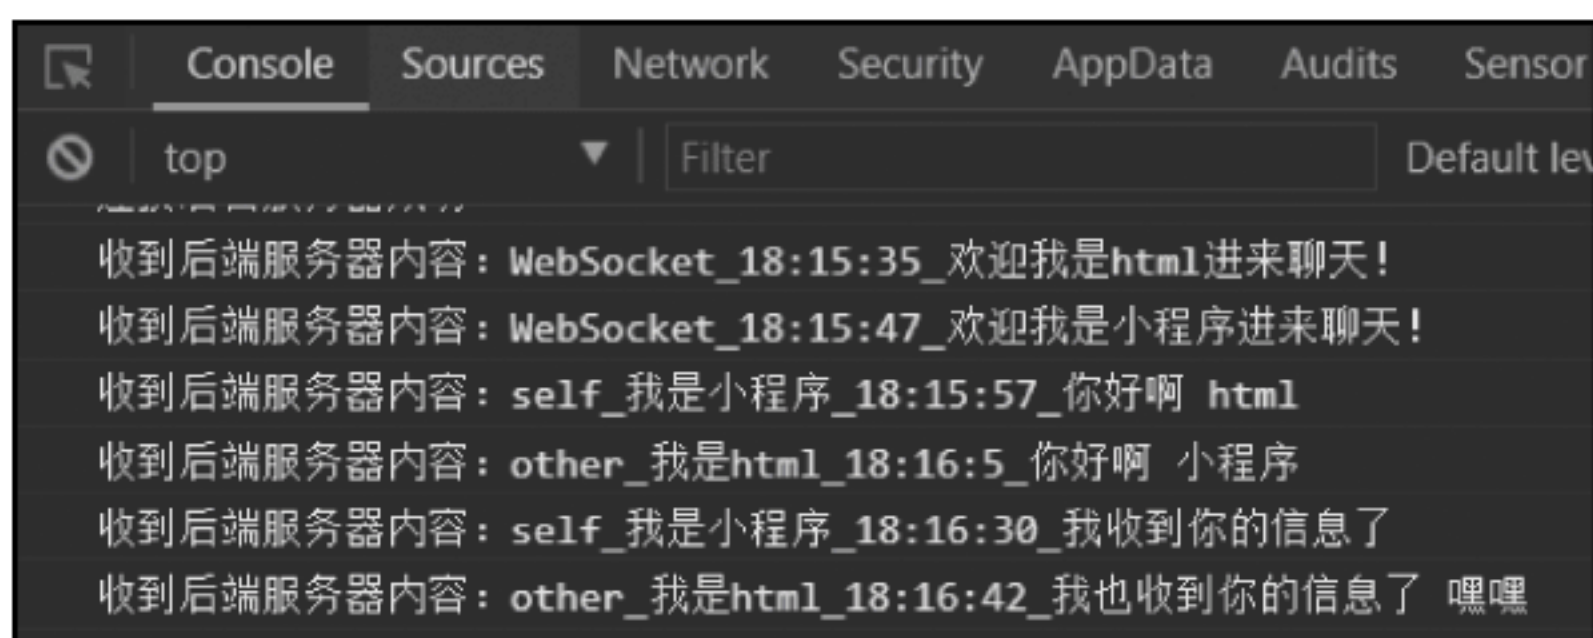 Console Sources Network Security AppData Audits Sensor
top Filter Default lev
收到后端服务器内容：WebSocket_18:15:35_欢迎我是html进来聊天!
收到后端服务器内容：WebSocket_18:15:47_欢迎我是小程序进来聊天!
收到后端服务器内容：self_我是小程序_18:15:57_你好啊 html
收到后端服务器内容：other_我是html_18:16:5_你好啊 小程序
收到后端服务器内容：self_我是小程序_18:16:30_我收到你的信息了
收到后端服务器内容：other_我是html_18:16:42_我也收到你的信息了 嘿嘿